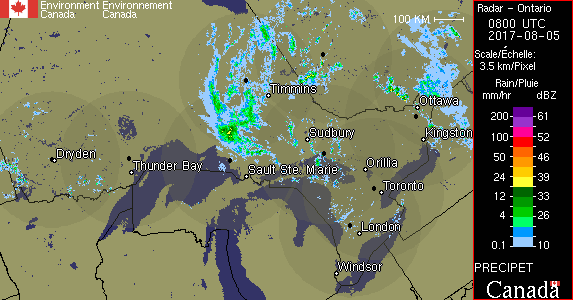 Environment Environnement
Canada Canada
100 KM
Timmins
Ottawa
Sudbury
Kingston
Dryden
Thunder Bay
Sault Ste. Marie
Orillia
Toronto
London
Windsor
Radar - Ontario
0800 UTC
2017-08-05
Scale/Échelle:
3.5 km/Pixel
Rain/Pluie
mm/hr dBZ
200 61
100 52
50 46
24 39
12 33
4 26
0.1 10
PRECIPET
Canada